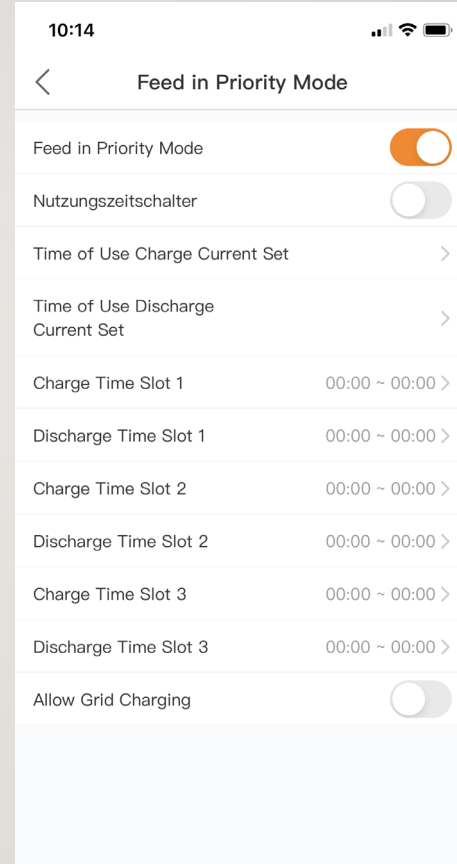 10:14
Feed in Priority Mode
Feed in Priority Mode
Nutzungszeitschalter
Time of Use Charge Current Set
Time of Use Discharge
Current Set
Charge Time Slot 1 00:00 ~ 00:00
Discharge Time Slot 1 00:00 ~ 00:00
Charge Time Slot 2 00:00 ~ 00:00
Discharge Time Slot 2 00:00 ~ 00:00
Charge Time Slot 3 00:00 ~ 00:00
Discharge Time Slot 3 00:00 ~ 00:00
Allow Grid Charging